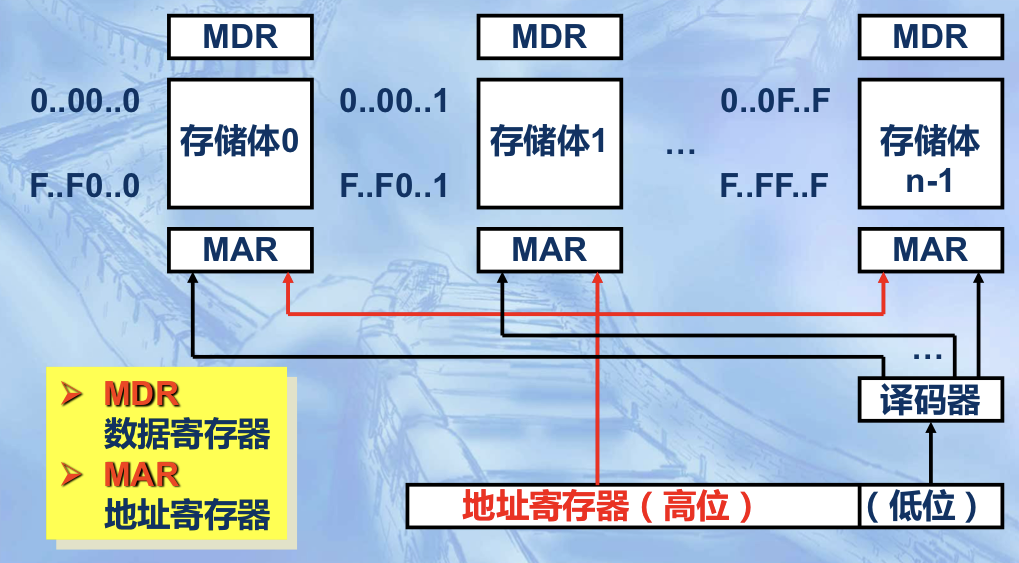 MDR MDR MDR
0..00..0 0..00..1 0..0F..F
存储体0 存储体1 … 存储体
n-1
F..F0..0 F..F0..1 F..FF..F
MAR MAR MAR
…
译码器
➢ MDR
数据寄存器
➢ MAR
地址寄存器
地址寄存器（高位） （低位）